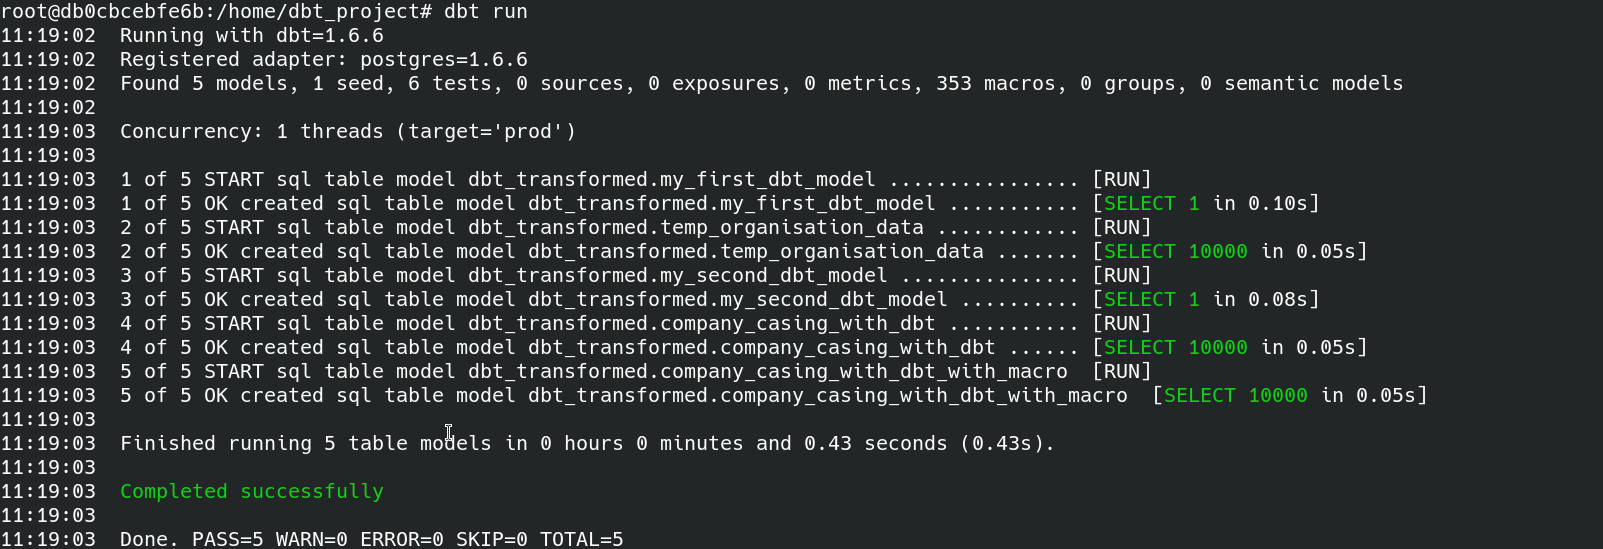 root@db0cbcebfe6b:/home/dbt_project# dbt run
11:19:02  Running with dbt=1.6.6
11:19:02  Registered adapter: postgres=1.6.6
11:19:02  Found 5 models, 1 seed, 6 tests, 0 sources, 0 exposures, 0 metrics, 353 macros, 0 groups, 0 semantic models
11:19:02
11:19:03  Concurrency: 1 threads (target='prod')
11:19:03
11:19:03  1 of 5 START sql table model dbt_transformed.my_first_dbt_model ................ [RUN]
11:19:03  1 of 5 OK created sql table model dbt_transformed.my_first_dbt_model ........... [SELECT 1 in 0.10s]
11:19:03  2 of 5 START sql table model dbt_transformed.temp_organisation_data ............ [RUN]
11:19:03  2 of 5 OK created sql table model dbt_transformed.temp_organisation_data ....... [SELECT 10000 in 0.05s]
11:19:03  3 of 5 START sql table model dbt_transformed.my_second_dbt_model ............... [RUN]
11:19:03  3 of 5 OK created sql table model dbt_transformed.my_second_dbt_model .......... [SELECT 1 in 0.08s]
11:19:03  4 of 5 START sql table model dbt_transformed.company_casing_with_dbt ........... [RUN]
11:19:03  4 of 5 OK created sql table model dbt_transformed.company_casing_with_dbt ...... [SELECT 10000 in 0.05s]
11:19:03  5 of 5 START sql table model dbt_transformed.company_casing_with_dbt_with_macro  [RUN]
11:19:03  5 of 5 OK created sql table model dbt_transformed.company_casing_with_dbt_with_macro  [SELECT 10000 in 0.05s]
11:19:03
11:19:03  Finished running 5 table models in 0 hours 0 minutes and 0.43 seconds (0.43s).
11:19:03
11:19:03  Completed successfully
11:19:03
11:19:03  Done. PASS=5 WARN=0 ERROR=0 SKIP=0 TOTAL=5